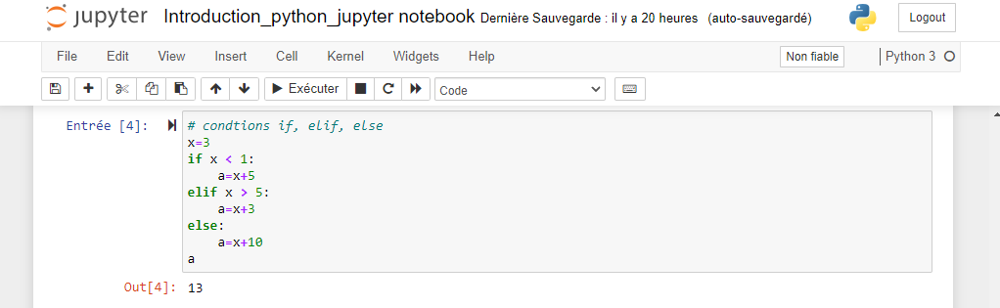 jupyter Introduction_python_jupyter notebook Dernière Sauvegarde : il y a 20 heures (auto-sauvegardé) Logout
File Edit View Insert Cell Kernel Widgets Help Non fiable Python 3
Exécuter Code
Entrée [4]: # condtions if, elif, else
x=3
if x < 1:
    a=x+5
elif x > 5:
    a=x+3
else:
    a=x+10
a
Out[4]: 13